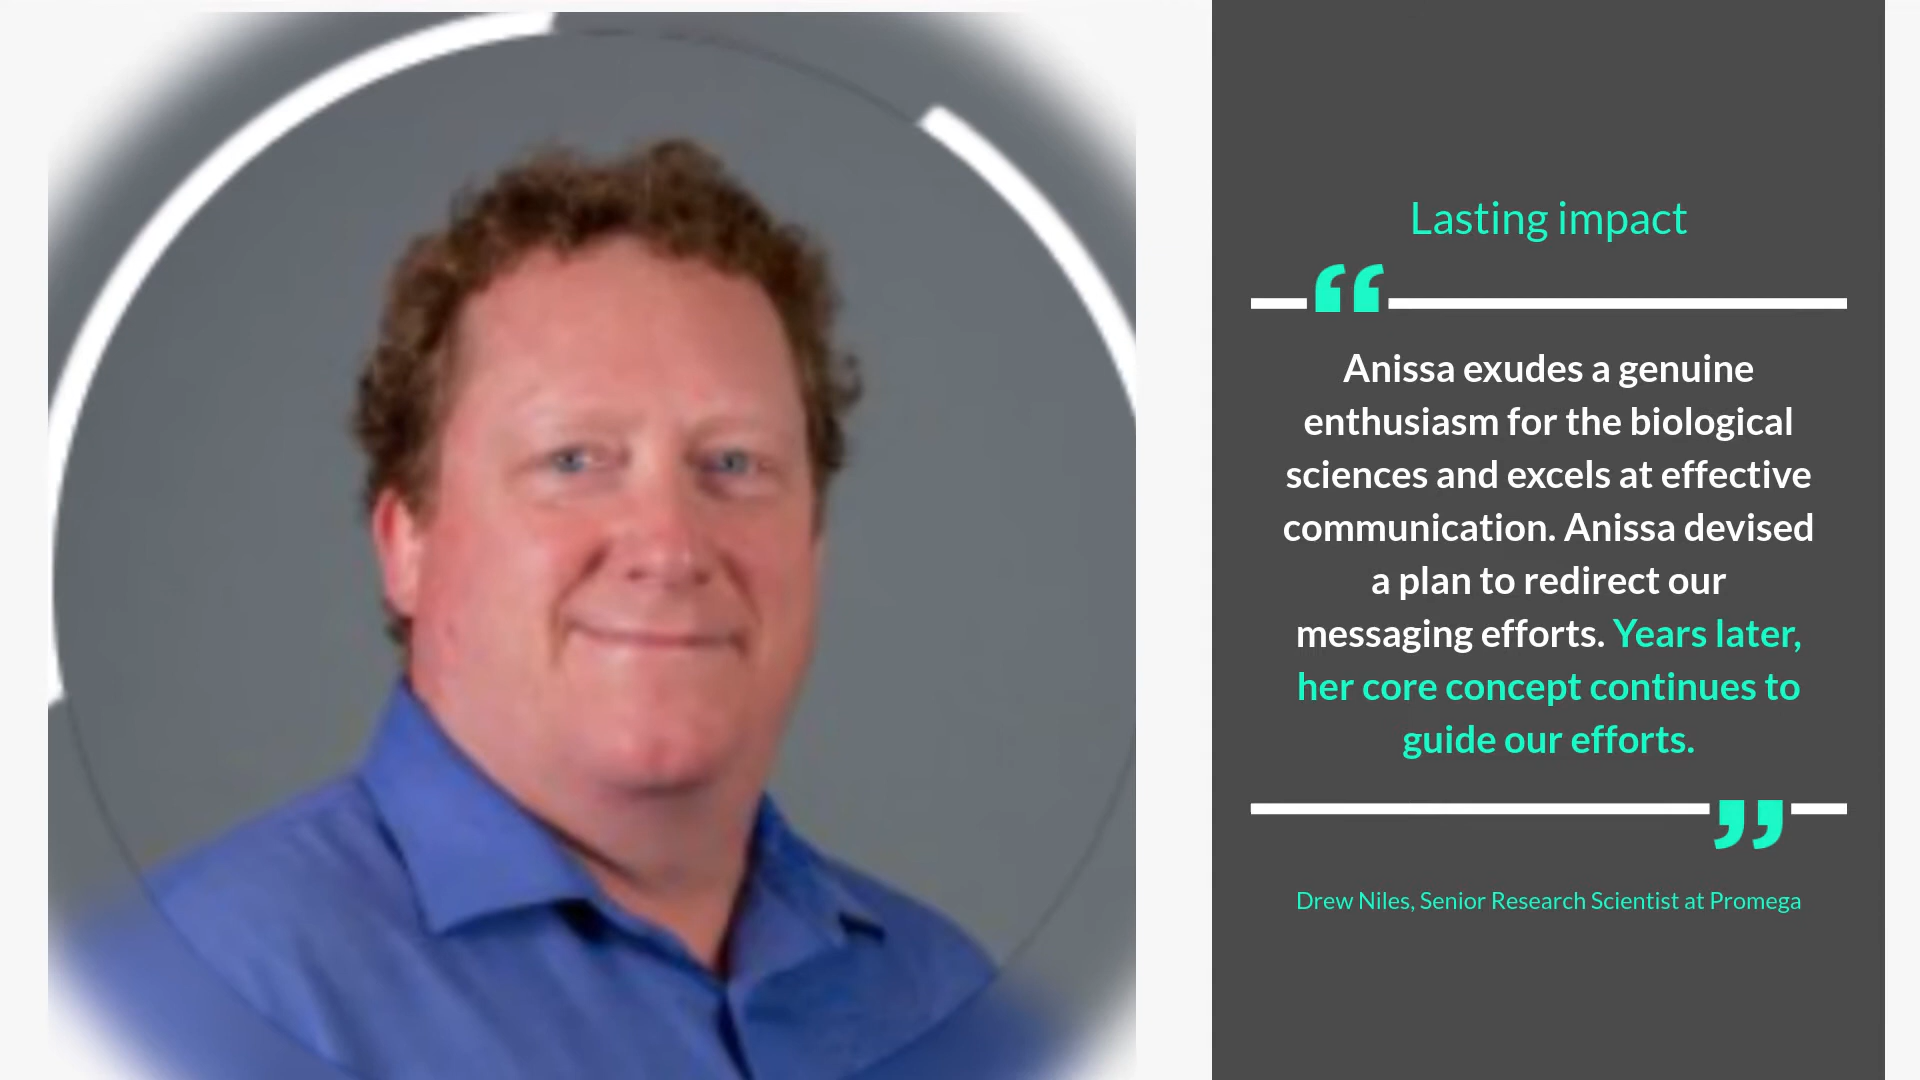 Lasting impact
“
Anissa exudes a genuine
enthusiasm for the biological
sciences and excels at effective
communication. Anissa devised
a plan to redirect our
messaging efforts. Years later,
her core concept continues to
guide our efforts.
”
Drew Niles, Senior Research Scientist at Promega